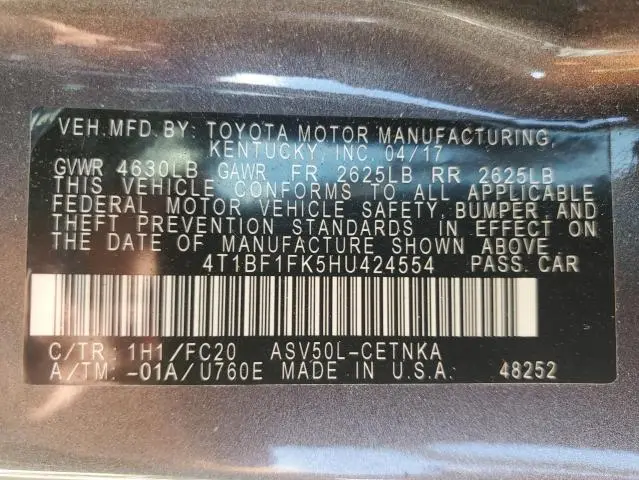 VEH.MFD BY: TOYOTA MOTOR MANUFACTURING,
KENTUCKY, INC. 04/17
GVWR 4630LB GAWR FR 2625LB RR 2625LB
THIS VEHICLE CONFORMS TO ALL APPLICABLE
FEDERAL MOTOR VEHICLE SAFETY, BUMPER AND
THEFT PREVENTION STANDARDS IN EFFECT ON
THE DATE OF MANUFACTURE SHOWN ABOVE
4T1BF1FK5HU424554 PASS. CAR
C/TR: 1H1/FC20 ASV50L-CETNKA
A/TM: -01A/U760E MADE IN U.S.A. 48252